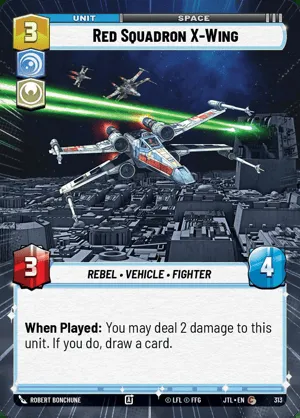 UNIT
SPACE
3
RED SQUADRON X-WING
3
4
REBEL • VEHICLE • FIGHTER
When Played: You may deal 2 damage to this
unit. If you do, draw a card.
ROBERT BONCHUNE
© LFL © FFG
JTL • EN
C
313